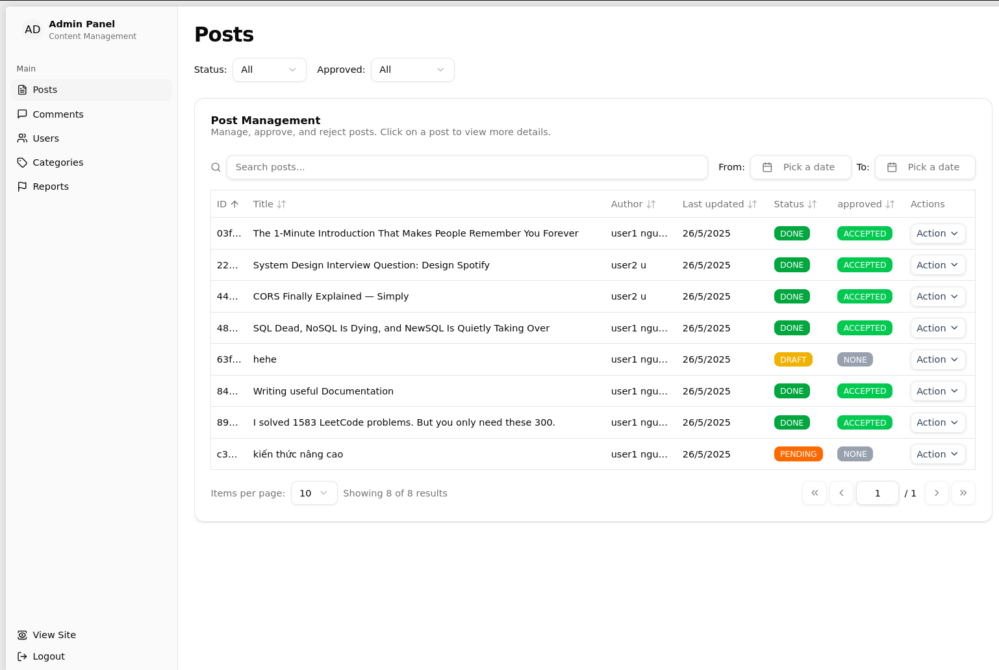 AD
Admin Panel
Content Management
Main
Posts
Comments
Users
Categories
Reports
View Site
Logout
Posts
Status: All Approved: All
Post Management
Manage, approve, and reject posts. Click on a post to view more details.
Search posts... From: Pick a date To: Pick a date
ID Title Author Last updated Status approved Actions
03f... The 1-Minute Introduction That Makes People Remember You Forever user1 ngu... 26/5/2025 DONE ACCEPTED Action
22... System Design Interview Question: Design Spotify user2 u 26/5/2025 DONE ACCEPTED Action
44... CORS Finally Explained — Simply user2 u 26/5/2025 DONE ACCEPTED Action
48... SQL Dead, NoSQL Is Dying, and NewSQL Is Quietly Taking Over user1 ngu... 26/5/2025 DONE ACCEPTED Action
63f... hehe user1 ngu... 26/5/2025 DRAFT NONE Action
84... Writing useful Documentation user1 ngu... 26/5/2025 DONE ACCEPTED Action
89... I solved 1583 LeetCode problems. But you only need these 300. user1 ngu... 26/5/2025 DONE ACCEPTED Action
c3... kiến thức nâng cao user1 ngu... 26/5/2025 PENDING NONE Action
Items per page: 10 Showing 8 of 8 results 1 / 1